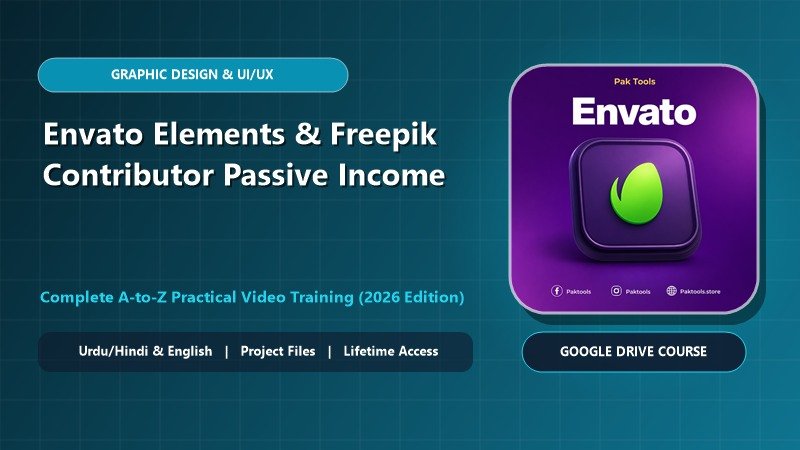 GRAPHIC DESIGN & UI/UX
Envato Elements & Freepik
Contributor Passive Income
Complete A-to-Z Practical Video Training (2026 Edition)
Urdu/Hindi & English | Project Files | Lifetime Access
Pak Tools
Envato
Paktools Paktools Paktools.store
GOOGLE DRIVE COURSE